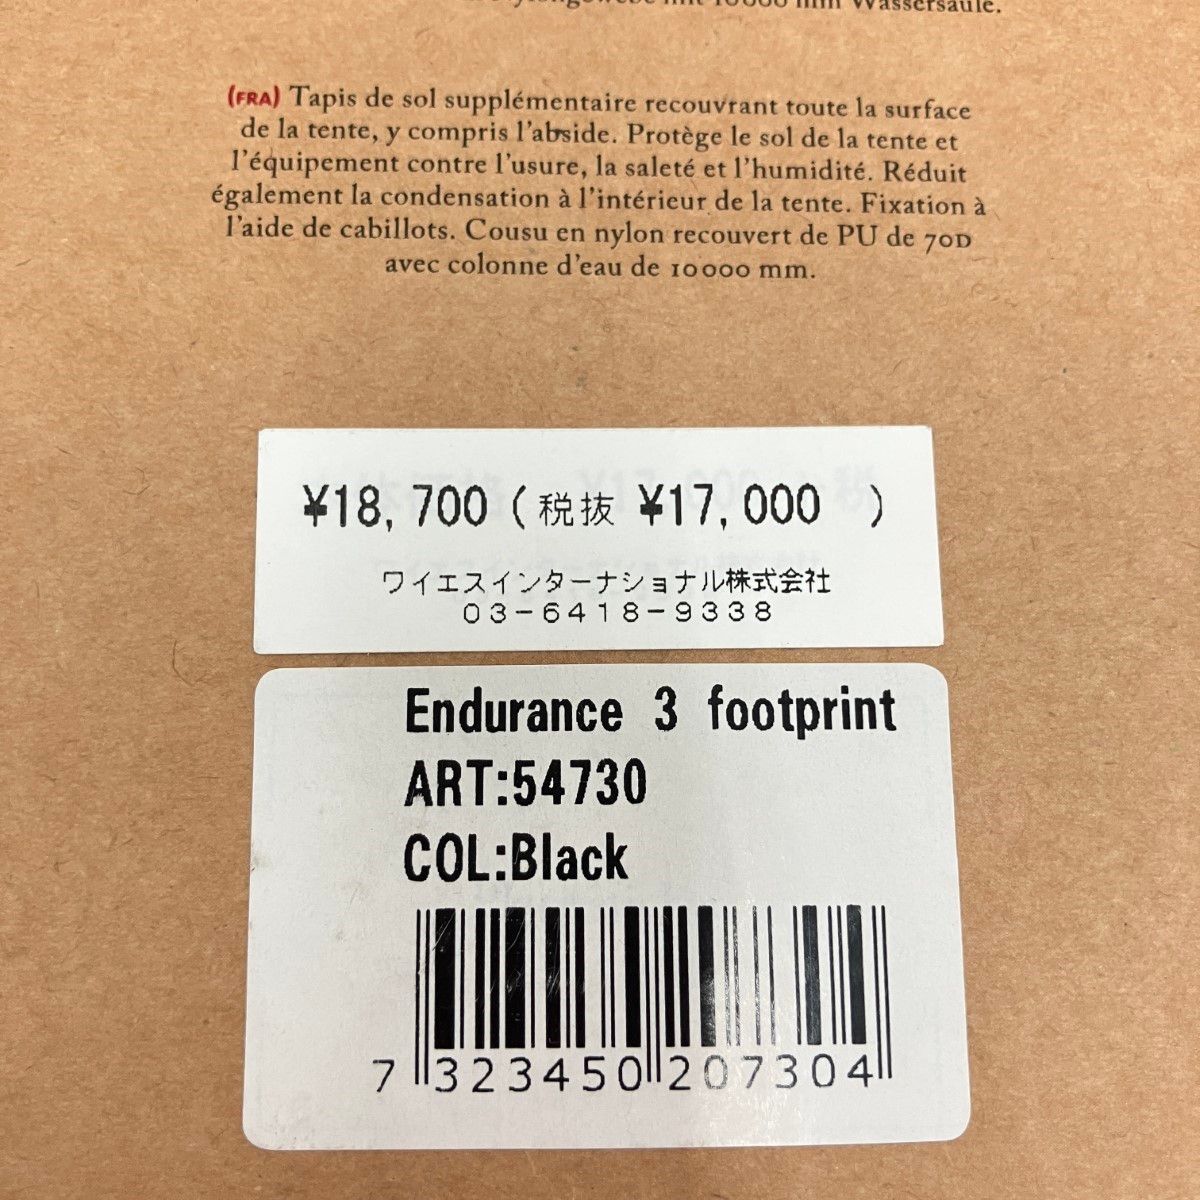 mit 10000 mm Wassersäule.
(FRA) Tapis de sol supplémentaire recouvrant toute la surface
de la tente, y compris l'abside. Protège le sol de la tente et
l'équipement contre l'usure, la saleté et l'humidité. Réduit
également la condensation à l'intérieur de la tente. Fixation à
l'aide de cabillots. Cousu en nylon recouvert de PU de 70D
avec colonne d'eau de 10000 mm.
¥18,700 (税抜 ¥17,000 )
ワイエスインターナショナル株式会社
03-6418-9338
Endurance 3 footprint
ART:54730
COL:Black
7 323450 207304